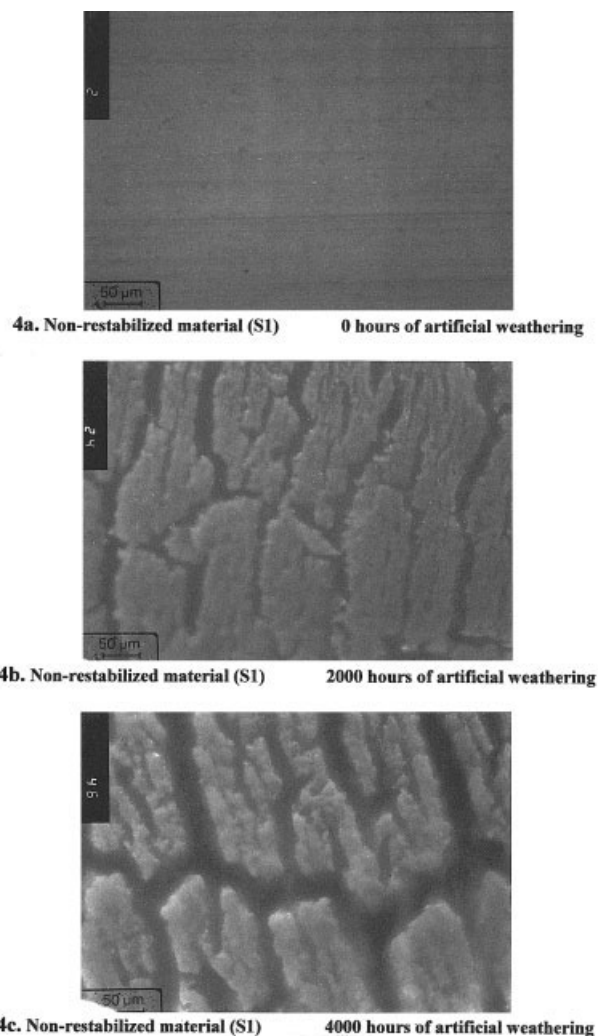 50 µm
4a. Non-restabilized material (S1) 0 hours of artificial weathering
50 µm
4b. Non-restabilized material (S1) 2000 hours of artificial weathering
50 µm
4c. Non-restabilized material (S1) 4000 hours of artificial weathering